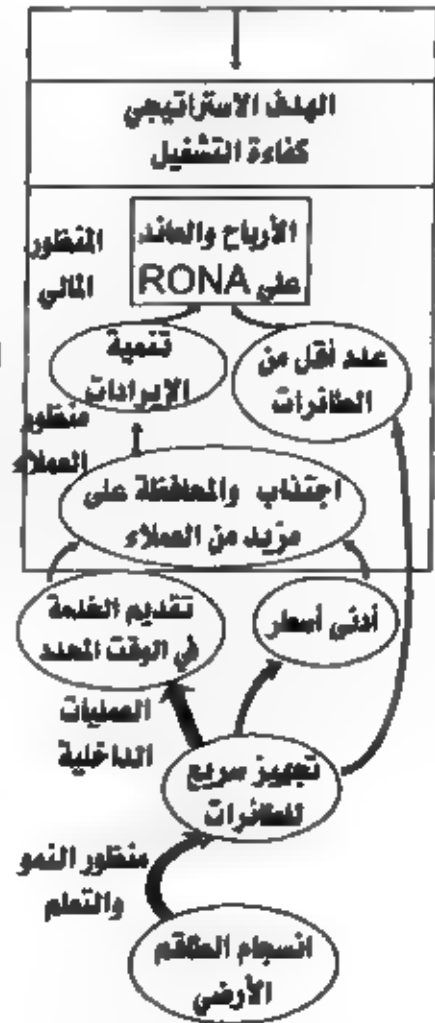 الهدف الاستراتيجي
كفاءة التشغيل
المنظور
المالي
الأرباح والعائد
على RONA
تنمية
الإيرادات
عدد أقل من
الطائرات
منظور
العملاء
اجتذاب والمحافظة على
مزيد من العملاء
تقديم الخدمة
في الوقت المحدد
أدنى أسعار
العمليات
الداخلية
تجهيز سريع
للطائرات
منظور النمو
والتعلم
انسجام الطاقم
الأرضي